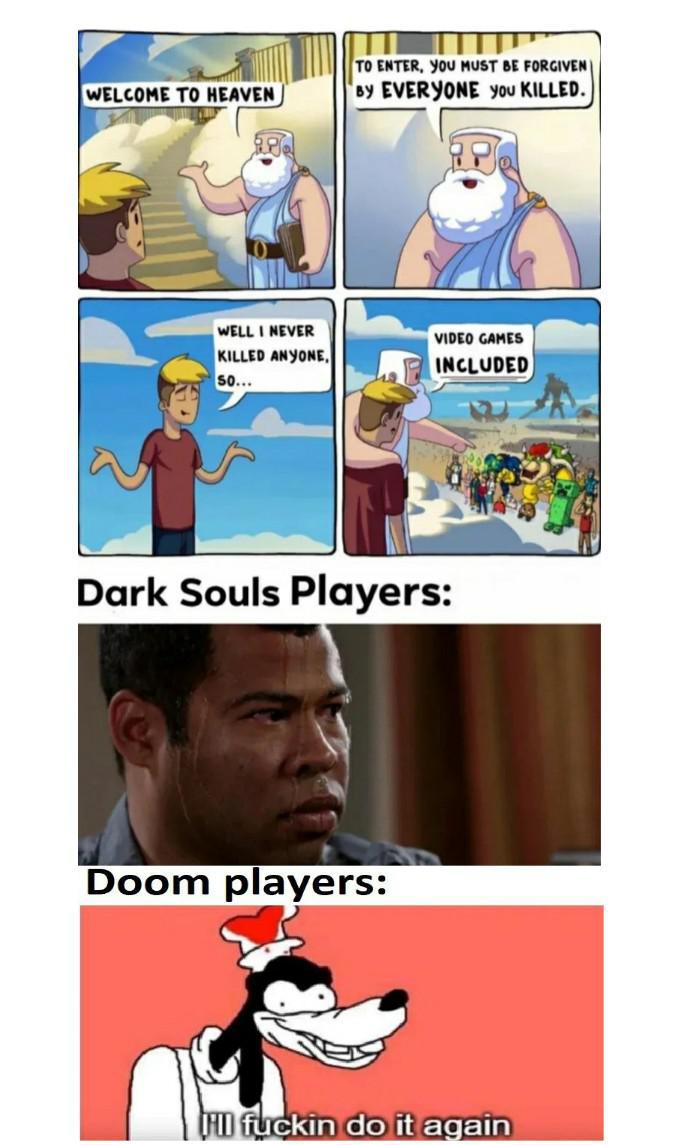 WELCOME TO HEAVEN
TO ENTER, YOU MUST BE FORGIVEN
BY EVERYONE YOU KILLED.
WELL I NEVER
KILLED ANYONE,
SO...
VIDEO GAMES
INCLUDED
Dark Souls Players:
Doom players:
I'll fuckin do it again